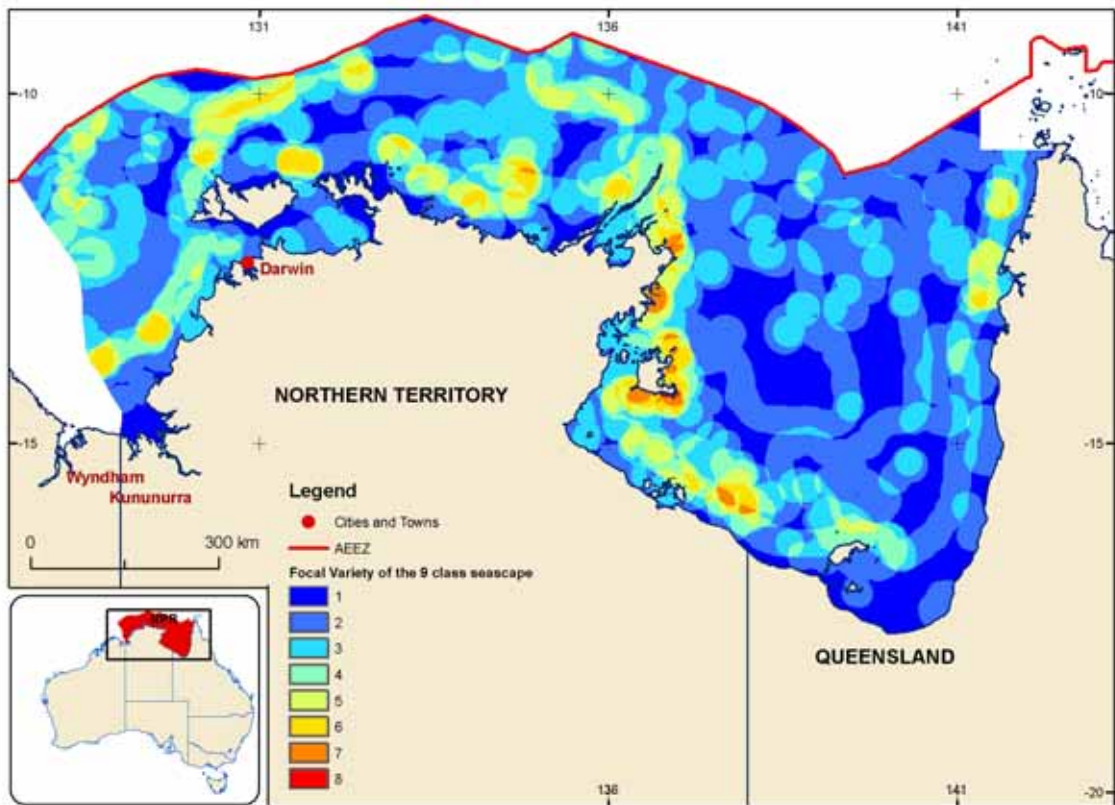 131
136
141
-10
-10
Darwin
NORTHERN TERRITORY
-15
-15
Wyndham
Kununurra
Legend
Cities and Towns
AEEZ
Focal Variety of the 9 class seascape
1
2
3
4
5
6
7
8
0
300 km
QUEENSLAND
136
141
-20